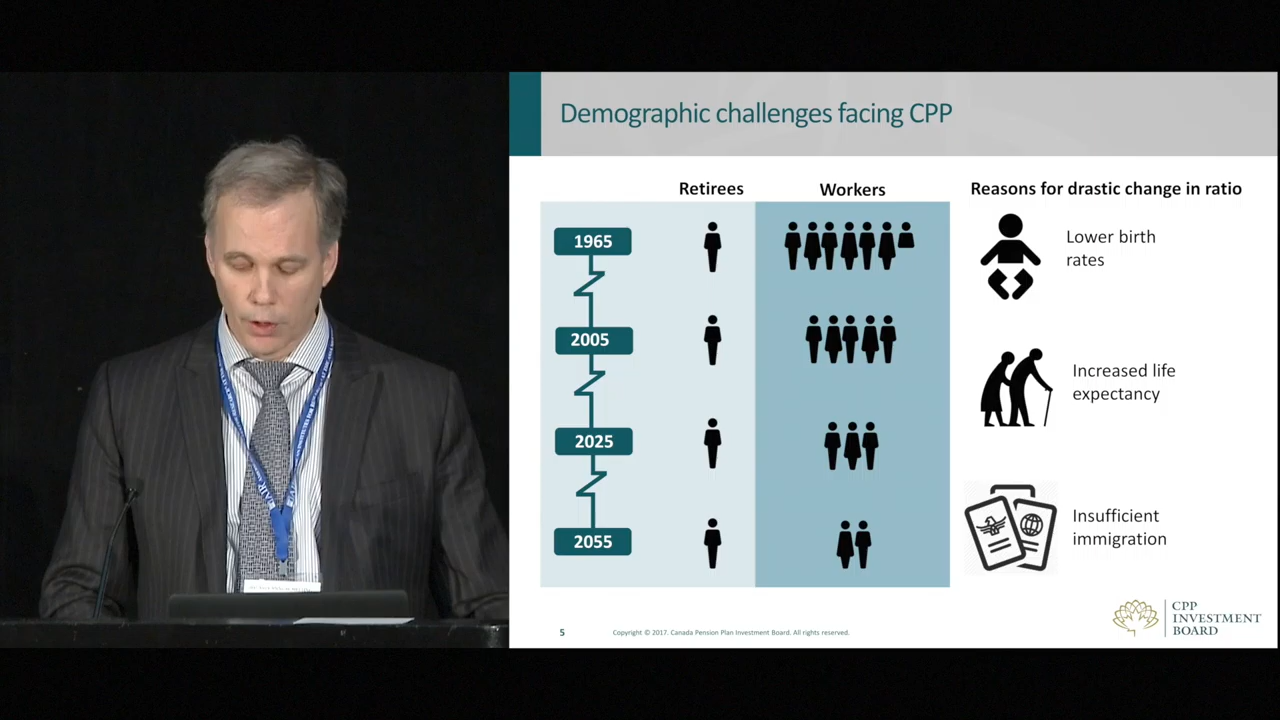 Demographic challenges facing CPP
Retirees
Workers
Reasons for drastic change in ratio
1965
Lower birth
rates
2005
Increased life
expectancy
2025
Insufficient
immigration
2055
CPP
INVESTMENT
BOARD
5
Copyright © 2017. Canada Pension Plan Investment Board. All rights reserved.